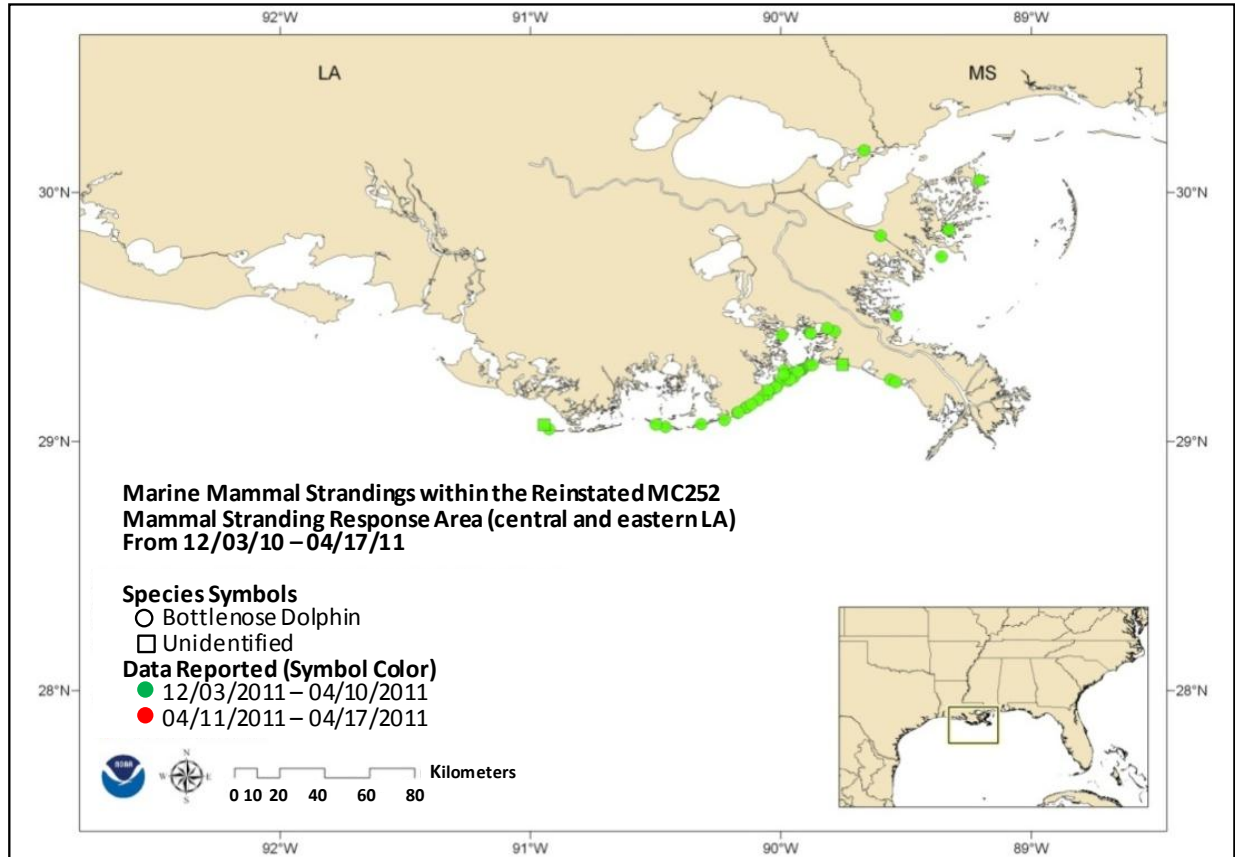 92°W 91°W 90°W 89°W
LA MS
30°N 30°N
29°N 29°N
Marine Mammal Strandings within the Reinstated MC252
Mammal Stranding Response Area (central and eastern LA)
From 12/03/10 – 04/17/11
Species Symbols
Bottlenose Dolphin
Unidentified
Data Reported (Symbol Color)
28°N 28°N
12/03/2011 – 04/10/2011
04/11/2011 – 04/17/2011
NOAA
N
W E
S
Kilometers
0 10 20 40 60 80
92°W 91°W 90°W 89°W